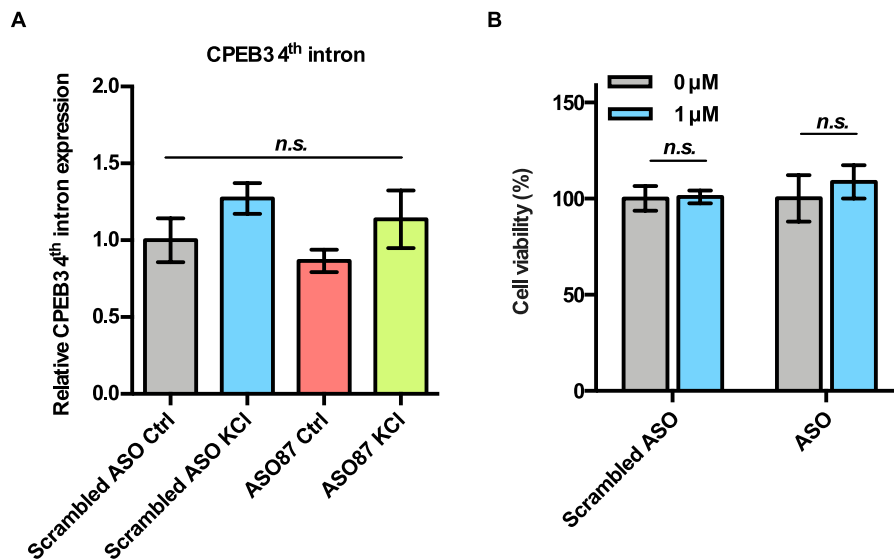 A
CPEB3 4th intron
Relative CPEB3 4th intron expression
2.0
1.5
1.0
0.5
0.0
n.s.
Scrambled ASO Ctrl
Scrambled ASO KCl
ASO87 Ctrl
ASO87 KCl
B
0 µM
1 µM
Cell viability (%)
150
100
50
0
n.s.
n.s.
Scrambled ASO
ASO